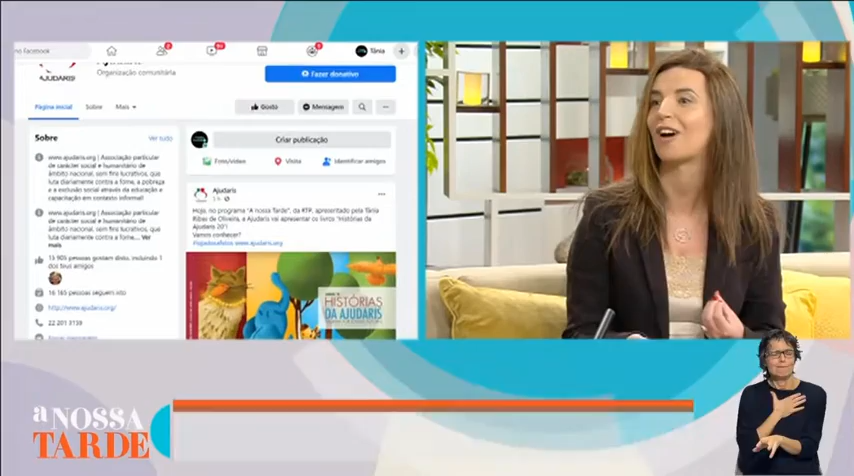 no Facebook
Tânia
AJUDARIS
Organização comunitária
Fazer donativo
Página inicial Sobre Mais
Gosto Mensagem
Sobre Ver tudo
www.ajudaris.org | Associação particular
de carácter social e humanitário de
âmbito nacional, sem fins lucrativos, que
luta diariamente contra a fome, a pobreza
e a exclusão social através da educação e
capacitação em contexto informal!
www.ajudaris.org | Associação particular
de carácter social e humanitário de
âmbito nacional, sem fins lucrativos, que
luta diariamente contra a fome... Ver
mais
13 905 pessoas gostam disto, incluindo 1
dos teus amigos
16 165 pessoas seguem isto
http://www.ajudaris.org/
22 201 3159
Criar publicação
Foto/vídeo Visita Identificar amigos
Ajudaris
5 h
Hoje, no programa "A nossa Tarde", da RTP, apresentado pela Tânia
Ribas de Oliveira, a Ajudaris vai apresentar os livros "Histórias da
Ajudaris 20'!
Vamos conhecer?
www.ajudaris.org
HISTÓRIAS
DA AJUDARIS
a NOSSA
TARDE